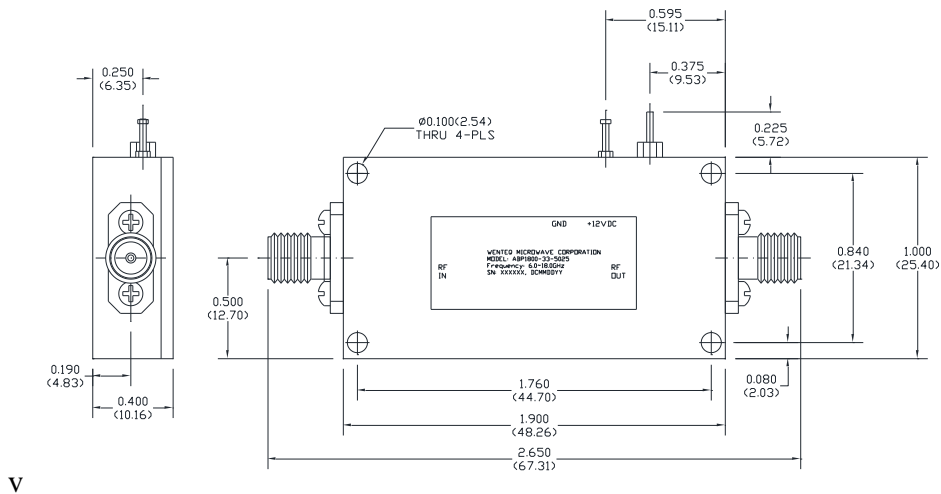 0.595
(15.11)
0.250
(6.35)
0.375
(9.53)
Ø0.100(2.54)
THRU 4-PLS
0.225
(5.72)
GND +12VDC
WENTEQ MICROWAVE CORPORATION
MODEL: ABP1800-33-5025
Frequency: 6.0-18.0GHz
SN: XXXXXX, DCMMDDYY
RF
IN
RF
OUT
0.840
(21.34)
1.000
(25.40)
0.500
(12.70)
0.190
(4.83)
0.400
(10.16)
0.080
(2.03)
1.760
(44.70)
1.900
(48.26)
2.650
(67.31)
v